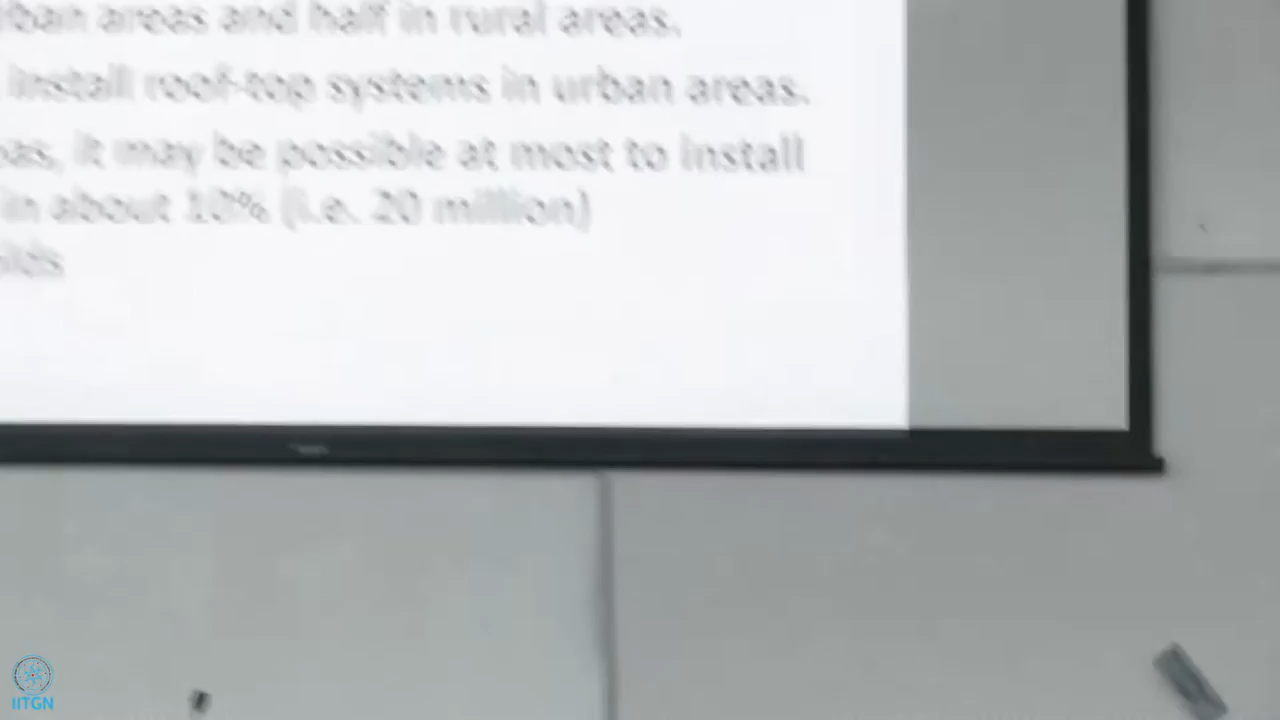 rban areas and half in rural areas.
install roof-top systems in urban areas.
as, it may be possible at most to install
in about 10% (i.e. 20 million)
olds
IITGN